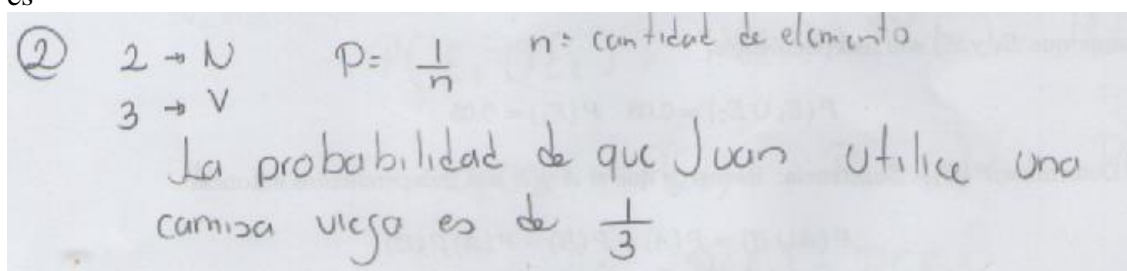 es
② 2 → N P = 1/n n = cantidad de elemento
3 → V
La probabilidad de que Juan utilice una
camisa vieja es de 1/3